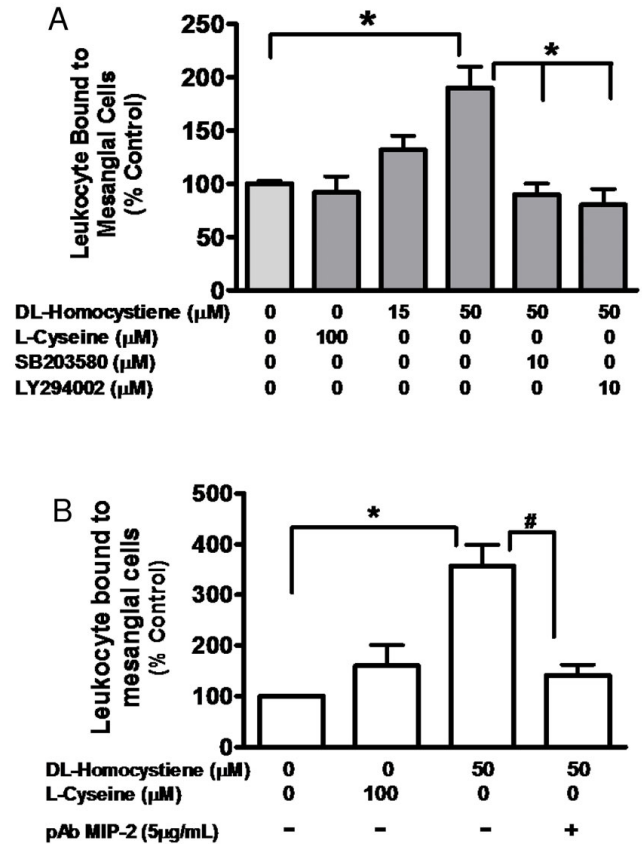 A
*
*
Leukocyte Bound to
Mesanglal Cells
(% Control)
250
200
150
100
50
0
DL-Homocystiene (μM) 0 0 15 50 50 50
L-Cyseine (μM) 0 100 0 0 0 0
SB203580 (μM) 0 0 0 0 10 0
LY294002 (μM) 0 0 0 0 0 10
B
*
#
Leukocyte bound to
mesanglal cells
(% Control)
500
400
300
200
100
0
DL-Homocystiene (μM) 0 0 50 50
L-Cyseine (μM) 0 100 0 0
pAb MIP-2 (5μg/mL) - - - +